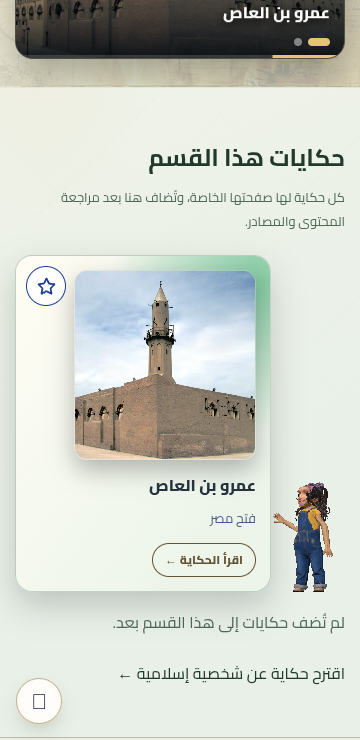 عمرو بن العاص
حكايات هذا القسم
كل حكاية لها صفحتها الخاصة، وتُضاف هنا بعد مراجعة
المحتوى والمصادر.
عمرو بن العاص
فتح مصر
اقرأ الحكاية ←
لم تُضف حكايات إلى هذا القسم بعد.
اقترح حكاية عن شخصية إسلامية ←